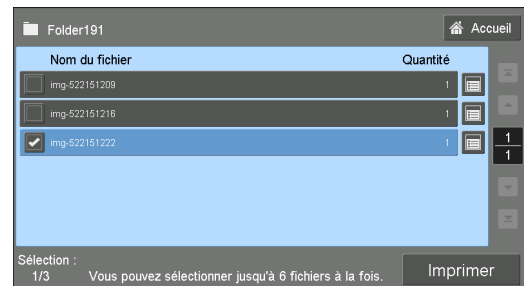 Folder191
Accueil
Nom du fichier Quantité
img-522151209 1
img-522151216 1
img-522151222 1
1
1
Sélection :
1/3 Vous pouvez sélectionner jusqu'à 6 fichiers à la fois.
Imprimer